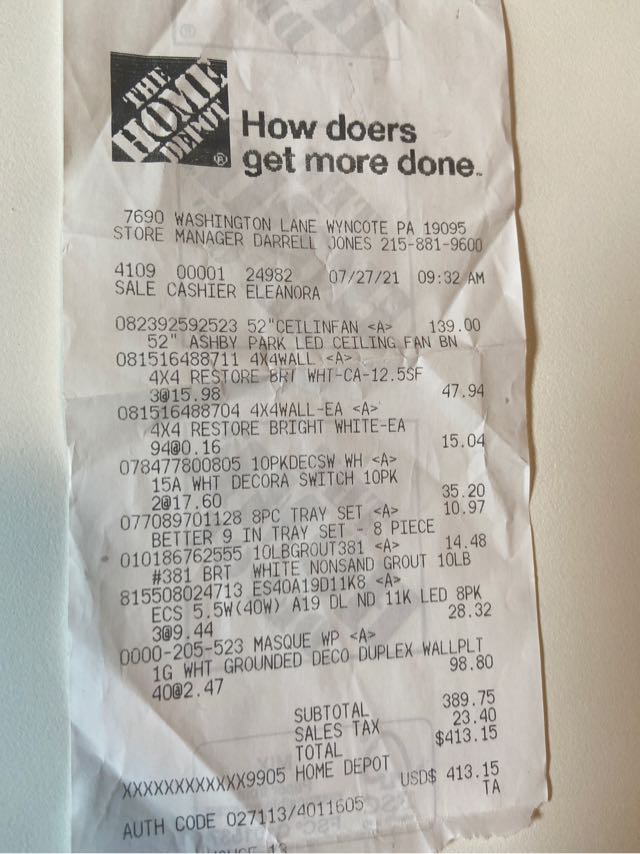 THE
HOME
DEPOT®
How doers
get more done.™
7690 WASHINGTON LANE WYNCOTE PA 19095
STORE MANAGER DARRELL JONES 215-881-9600
4109 00001 24982 07/27/21 09:32 AM
SALE CASHIER ELEANORA
082392592523 52"CEILINFAN <A> 139.00
52" ASHBY PARK LED CEILING FAN BN
081516488711 4X4WALL <A>
4X4 RESTORE BRT WHT-CA-12.5SF
3@15.98 47.94
081516488704 4X4WALL-EA <A>
4X4 RESTORE BRIGHT WHITE-EA
94@0.16 15.04
078477800805 10PKDECSW WH <A>
15A WHT DECORA SWITCH 10PK
2@17.60 35.20
077089701128 8PC TRAY SET <A> 10.97
BETTER 9 IN TRAY SET - 8 PIECE
010186762555 10LBGROUT381 <A> 14.48
#381 BRT WHITE NONSAND GROUT 10LB
815508024713 ES40A19D11K8 <A>
ECS 5.5W(40W) A19 DL ND 11K LED 8PK
3@9.44 28.32
0000-205-523 MASQUE WP <A>
1G WHT GROUNDED DECO DUPLEX WALLPLT
40@2.47 98.80
SUBTOTAL 389.75
SALES TAX 23.40
TOTAL $413.15
XXXXXXXXXXXX9905 HOME DEPOT
USD$ 413.15
AUTH CODE 027113/4011605 TA